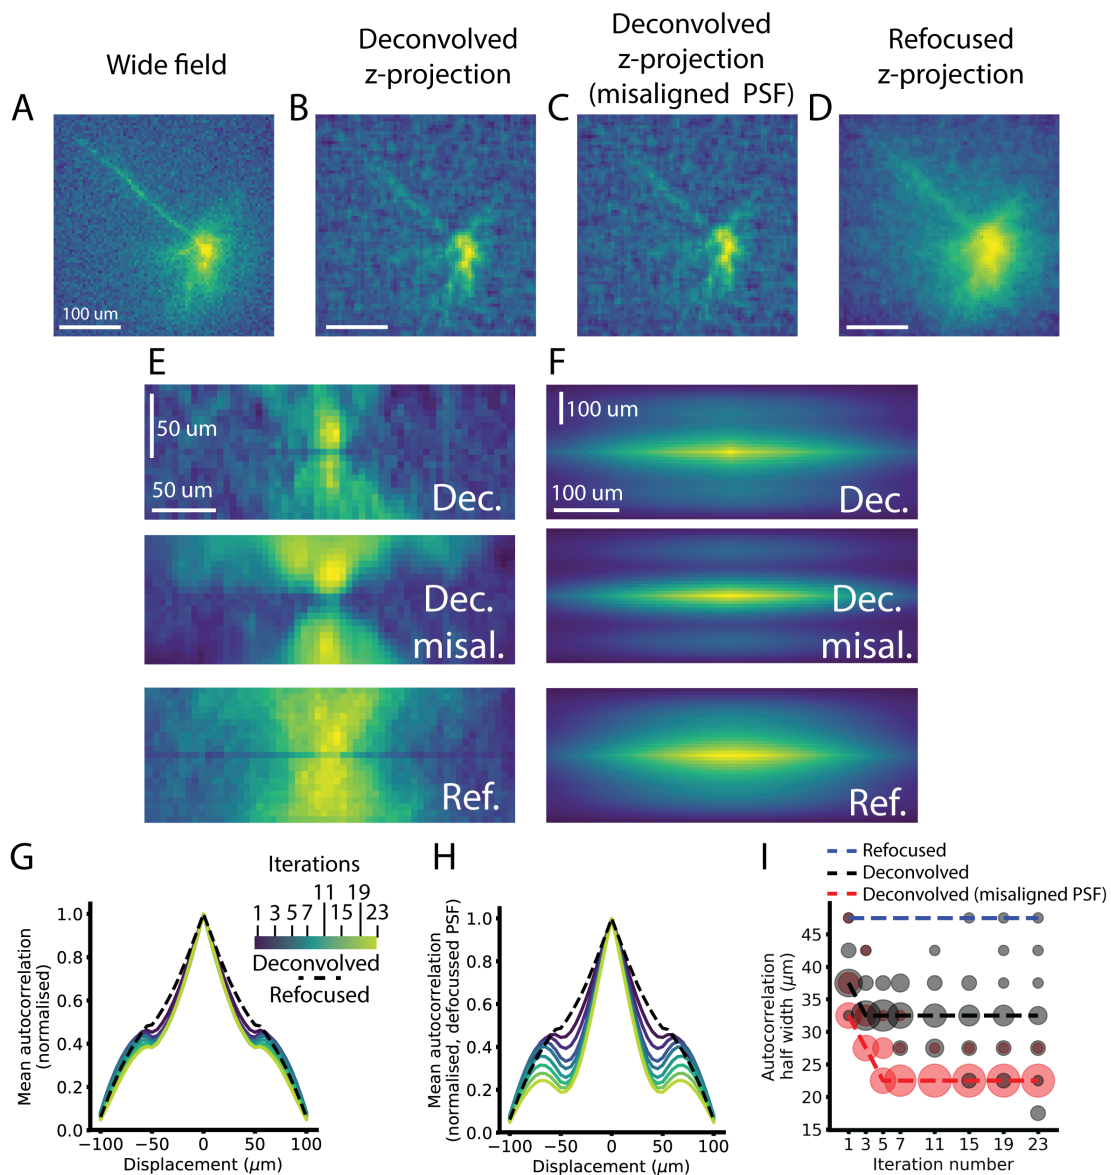 Wide field
Deconvolved
z-projection
Deconvolved
z-projection
(misaligned PSF)
Refocused
z-projection
A
B
C
D
100 um
E
F
50 um
50 um
Dec.
100 um
100 um
Dec.
Dec.
misal.
Dec.
misal.
Ref.
Ref.
G
Iterations
11 19
1 3 5 7 15 23
Deconvolved
Refocused
Mean autocorrelation
(normalised)
1.0
0.8
0.6
0.4
0.2
0.0
−100 −50 0 50 100
Displacement (μm)
H
Mean autocorrelation
(normalised, defocussed PSF)
1.0
0.8
0.6
0.4
0.2
0.0
−100 −50 0 50 100
Displacement (μm)
I
Refocused
Deconvolved
Deconvolved (misaligned PSF)
Autocorrelation
half width (μm)
45
40
35
30
25
20
15
1 3 5 7 11 15 19 23
Iteration number